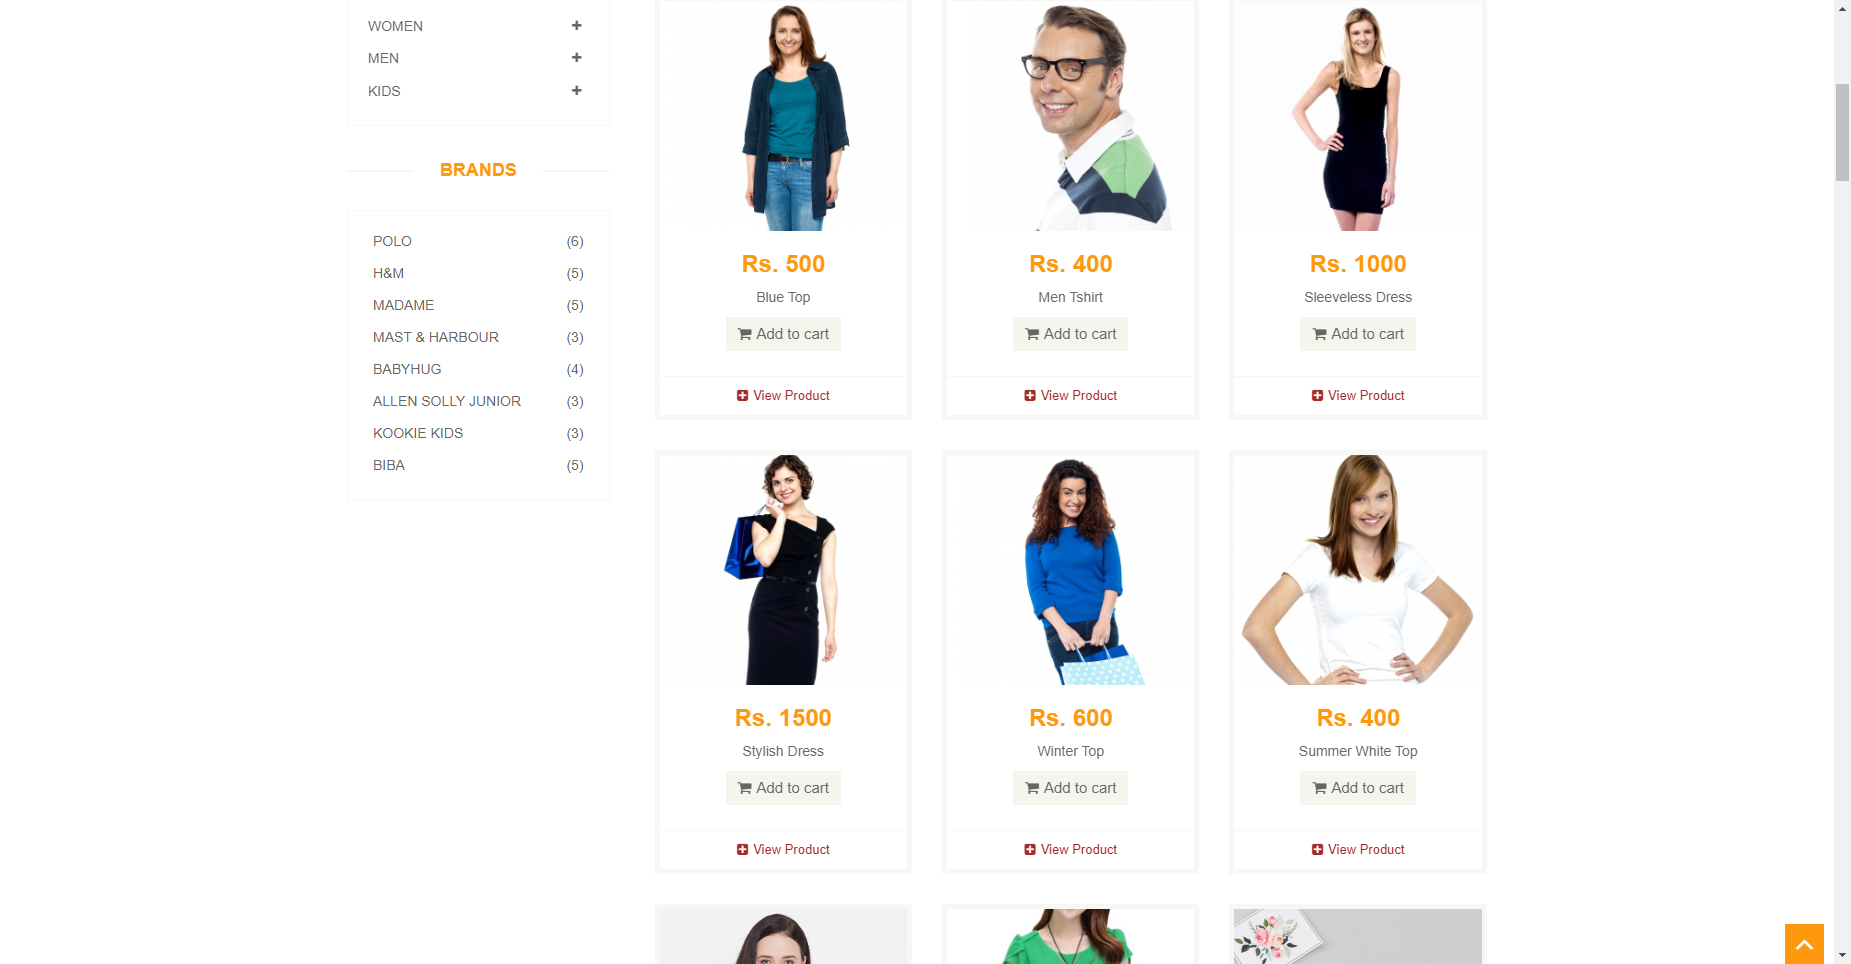 WOMEN
MEN
KIDS
BRANDS
POLO (6)
H&M (5)
MADAME (5)
MAST & HARBOUR (3)
BABYHUG (4)
ALLEN SOLLY JUNIOR (3)
KOOKIE KIDS (3)
BIBA (5)
Rs. 500
Blue Top
Add to cart
View Product
Rs. 400
Men Tshirt
Add to cart
View Product
Rs. 1000
Sleeveless Dress
Add to cart
View Product
Rs. 1500
Stylish Dress
Add to cart
View Product
Rs. 600
Winter Top
Add to cart
View Product
Rs. 400
Summer White Top
Add to cart
View Product